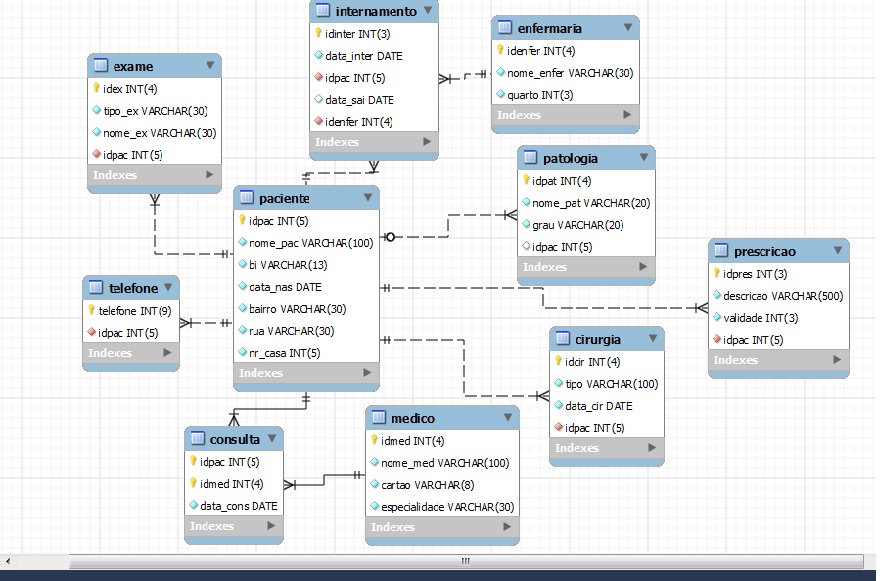 internamento
idinter INT(3)
data_inter DATE
idpac INT(5)
data_sai DATE
idenfer INT(4)
Indexes
enfermaria
idenfer INT(4)
nome_enfer VARCHAR(30)
quarto INT(3)
Indexes
exame
idex INT(4)
tipo_ex VARCHAR(30)
nome_ex VARCHAR(30)
idpac INT(5)
Indexes
patologia
idpat INT(4)
nome_pat VARCHAR(20)
grau VARCHAR(20)
idpac INT(5)
Indexes
paciente
idpac INT(5)
nome_pac VARCHAR(100)
bi VARCHAR(13)
data_nas DATE
bairro VARCHAR(30)
rua VARCHAR(30)
nr_casa INT(5)
Indexes
prescricao
idpres INT(3)
descricao VARCHAR(500)
validade INT(3)
idpac INT(5)
Indexes
telefone
telefone INT(9)
idpac INT(5)
Indexes
cirurgia
idcir INT(4)
tipo VARCHAR(100)
data_cir DATE
idpac INT(5)
Indexes
medico
idmed INT(4)
nome_med VARCHAR(100)
cartao VARCHAR(8)
especialidade VARCHAR(30)
Indexes
consulta
idpac INT(5)
idmed INT(4)
data_cons DATE
Indexes